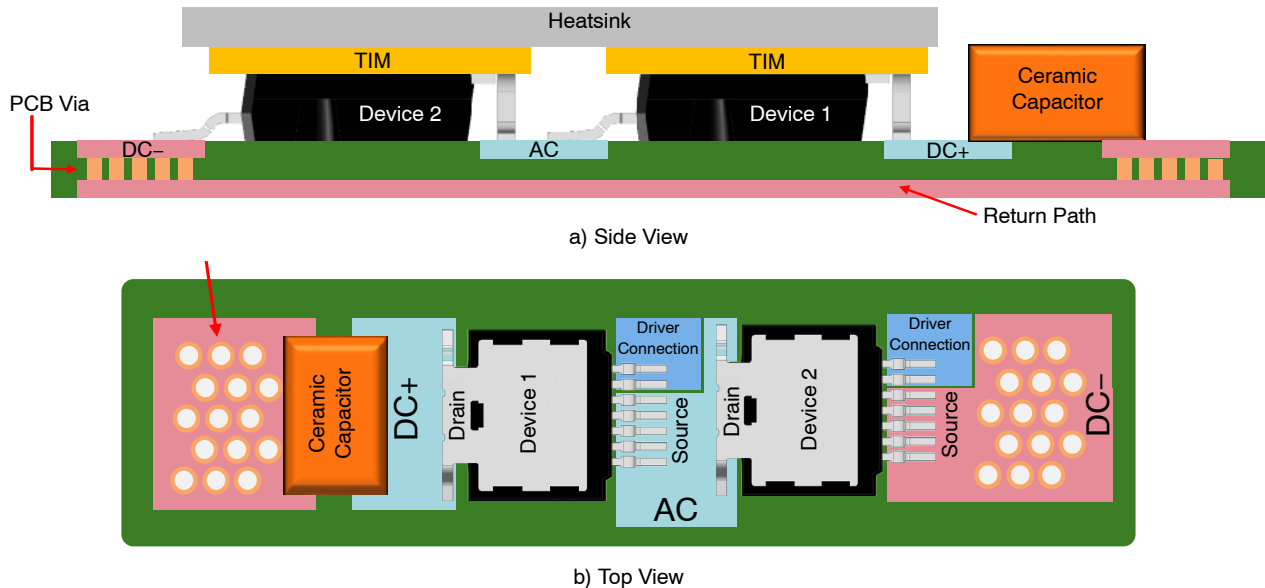 Heatsink
TIM
TIM
Ceramic
Capacitor
PCB Via
Device 2
Device 1
DC−
AC
DC+
Return Path
a) Side View
Driver
Connection
Driver
Connection
Ceramic
Capacitor
DC+
Drain
Device 1
Source
AC
Drain
Device 2
Source
DC−
b) Top View